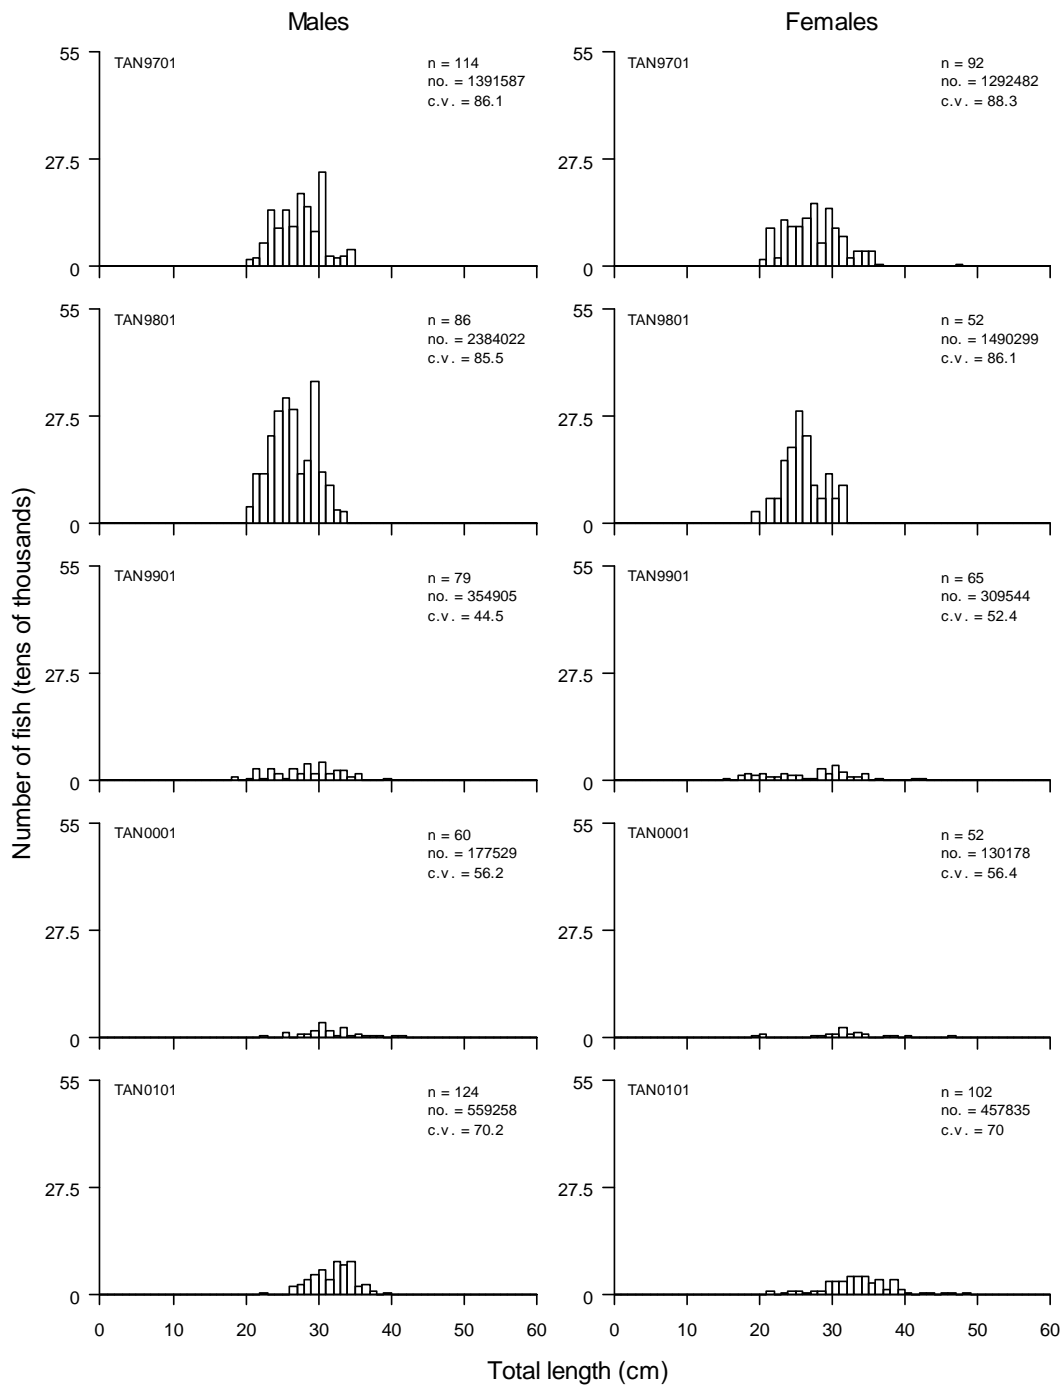 Males
Females
55
TAN9701
n = 114
no. = 1391587
c.v. = 86.1
27.5
0
TAN9701
n = 92
no. = 1292482
c.v. = 88.3
55
TAN9801
n = 86
no. = 2384022
c.v. = 85.5
27.5
0
55
TAN9801
n = 52
no. = 1490299
c.v. = 86.1
27.5
0
55
TAN9901
n = 79
no. = 354905
c.v. = 44.5
27.5
0
55
TAN9901
n = 65
no. = 309544
c.v. = 52.4
27.5
0
55
TAN0001
n = 60
no. = 177529
c.v. = 56.2
27.5
0
55
TAN0001
n = 52
no. = 130178
c.v. = 56.4
27.5
0
55
TAN0101
n = 124
no. = 559258
c.v. = 70.2
27.5
0
55
TAN0101
n = 102
no. = 457835
c.v. = 70
27.5
0
55
27.5
0
0 10 20 30 40 50 60
0 10 20 30 40 50 60
Number of fish (tens of thousands)
Total length (cm)